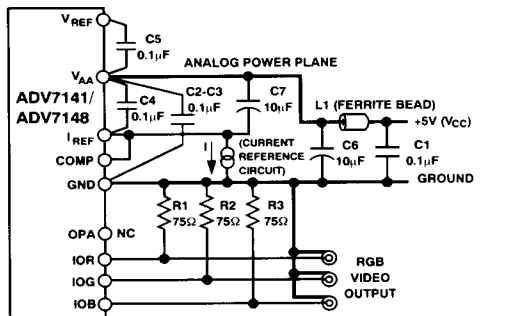 VREF
C5
0.1µF
ANALOG POWER PLANE
VAA
ADV7141/
ADV7148
C4
0.1µF
C2-C3
0.1µF
C7
10µF
L1 (FERRITE BEAD)
+5V (VCC)
IREF
COMP
I
(CURRENT
REFERENCE
CIRCUIT)
C6
10µF
C1
0.1µF
GND
GROUND
R1
75Ω
R2
75Ω
R3
75Ω
OPA
NC
IOR
IOG
IOB
RGB
VIDEO
OUTPUT